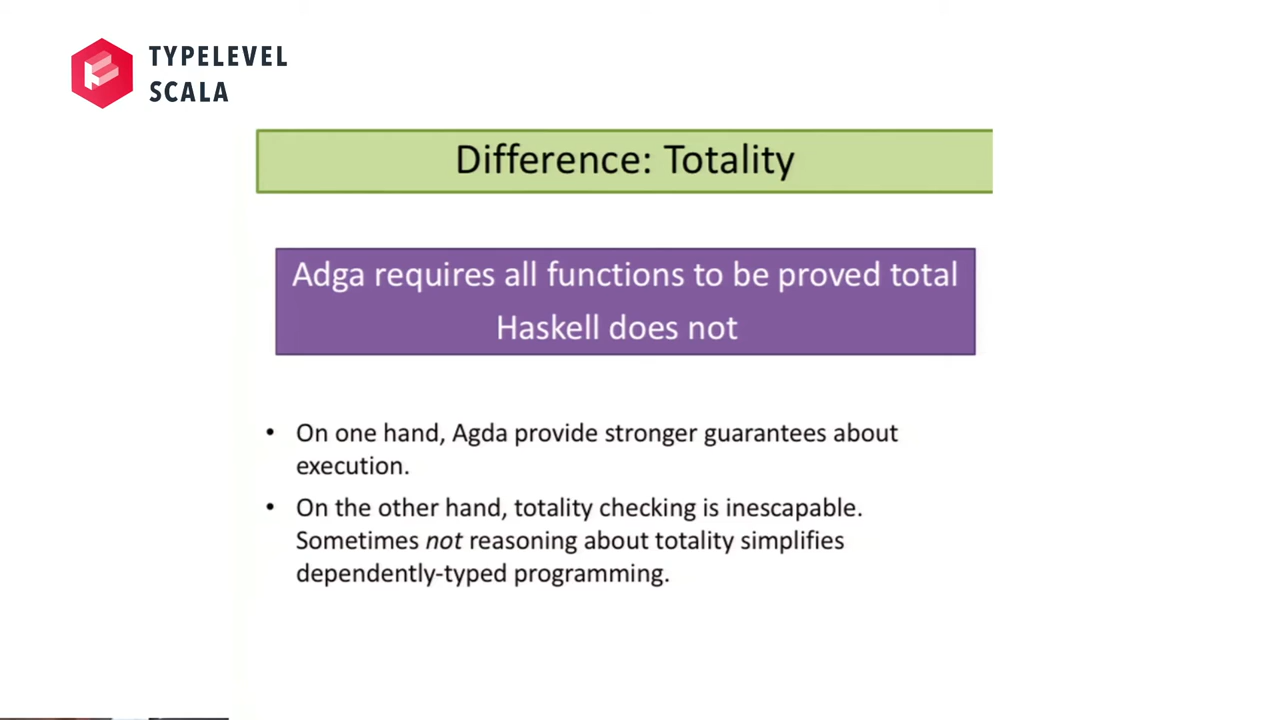 TYPELEVEL
SCALA
Difference: Totality
Adga requires all functions to be proved total
Haskell does not
• On one hand, Agda provide stronger guarantees about
execution.
• On the other hand, totality checking is inescapable.
Sometimes not reasoning about totality simplifies
dependently-typed programming.